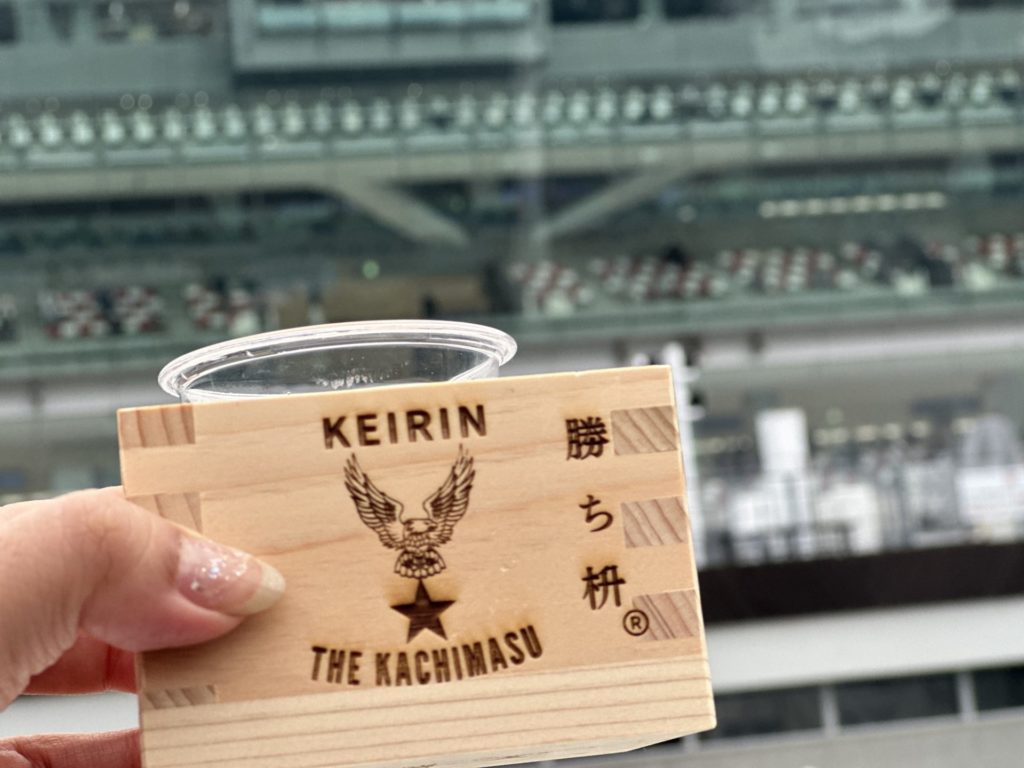 KEIRIN
THE KACHIMASU
勝ち枡
®